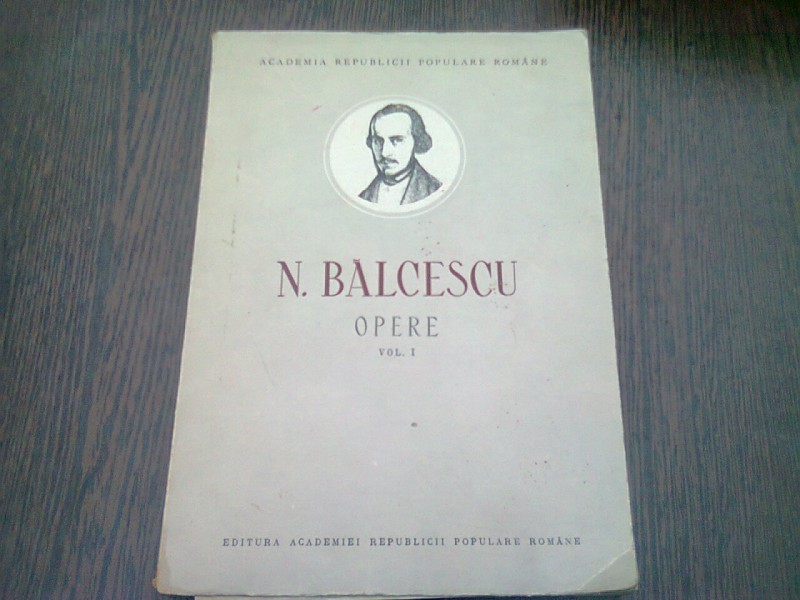 ACADEMIA REPUBLICII POPULARE ROMÂNE
N. BĂLCESCU
OPERE
VOL. I
EDITURA ACADEMIEI REPUBLICII POPULARE ROMÂNE